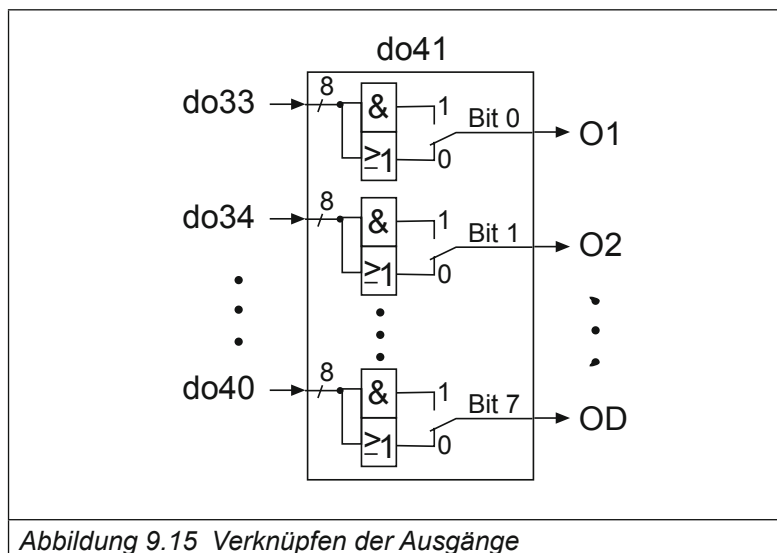 do41
do33 8 & 1 Bit 0 O1
≥1 0
do34 8 & 1 Bit 1 O2
≥1 0
do40 8 & 1 Bit 7 OD
≥1 0
Abbildung 9.15 Verknüpfen der Ausgänge